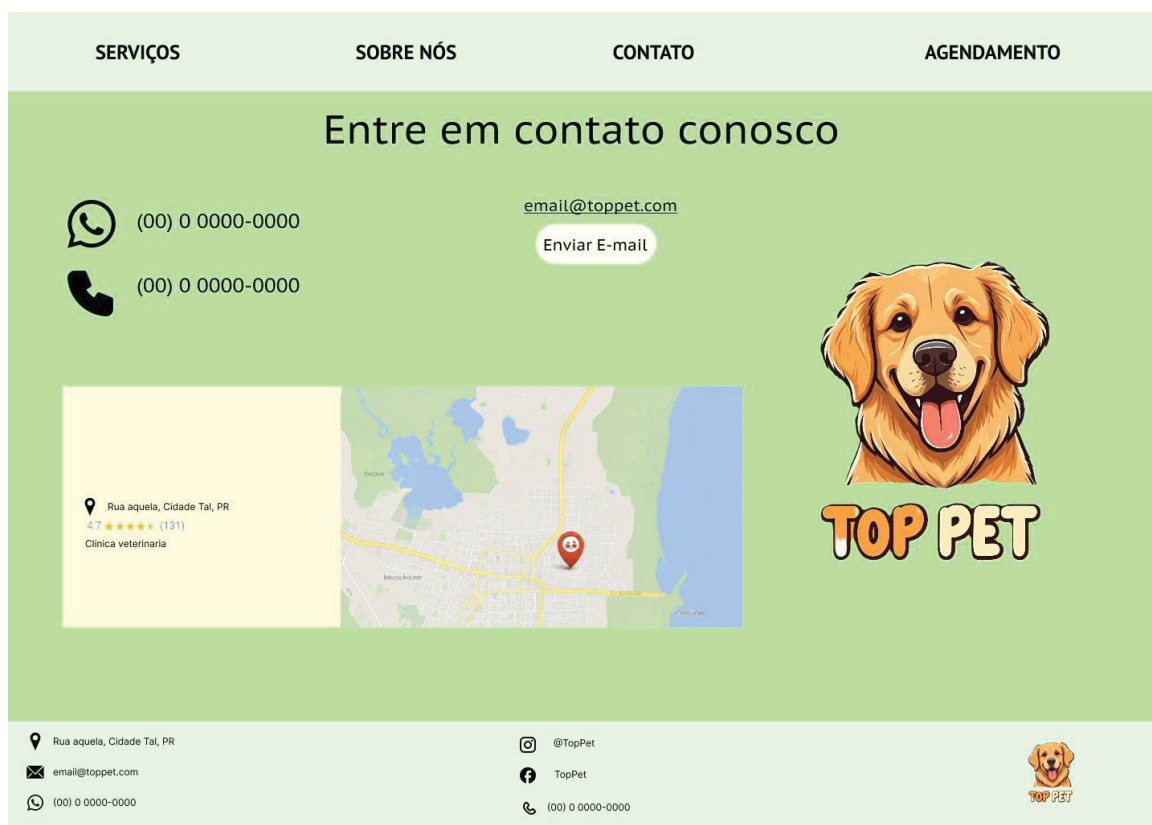 SERVIÇOS SOBRE NÓS CONTATO AGENDAMENTO
Entre em contato conosco
(00) 0 0000-0000
(00) 0 0000-0000
email@toppet.com
Enviar E-mail
Rua aquela, Cidade Tal, PR
4.7 (131)
Clinica veterinaria
TOP PET
Rua aquela, Cidade Tal, PR
email@toppet.com
(00) 0 0000-0000
@TopPet
TopPet
(00) 0 0000-0000
TOP PET